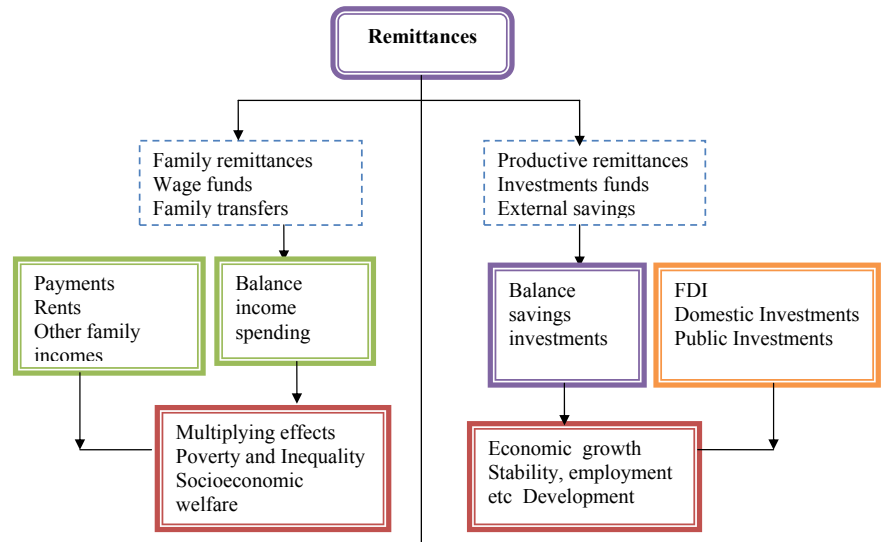 Remittances
Family remittances
Wage funds
Family transfers
Productive remittances
Investments funds
External savings
Payments
Rents
Other family
incomes
Balance
income
spending
Balance
savings
investments
FDI
Domestic Investments
Public Investments
Multiplying effects
Poverty and Inequality
Socioeconomic
welfare
Economic growth
Stability, employment
etc Development